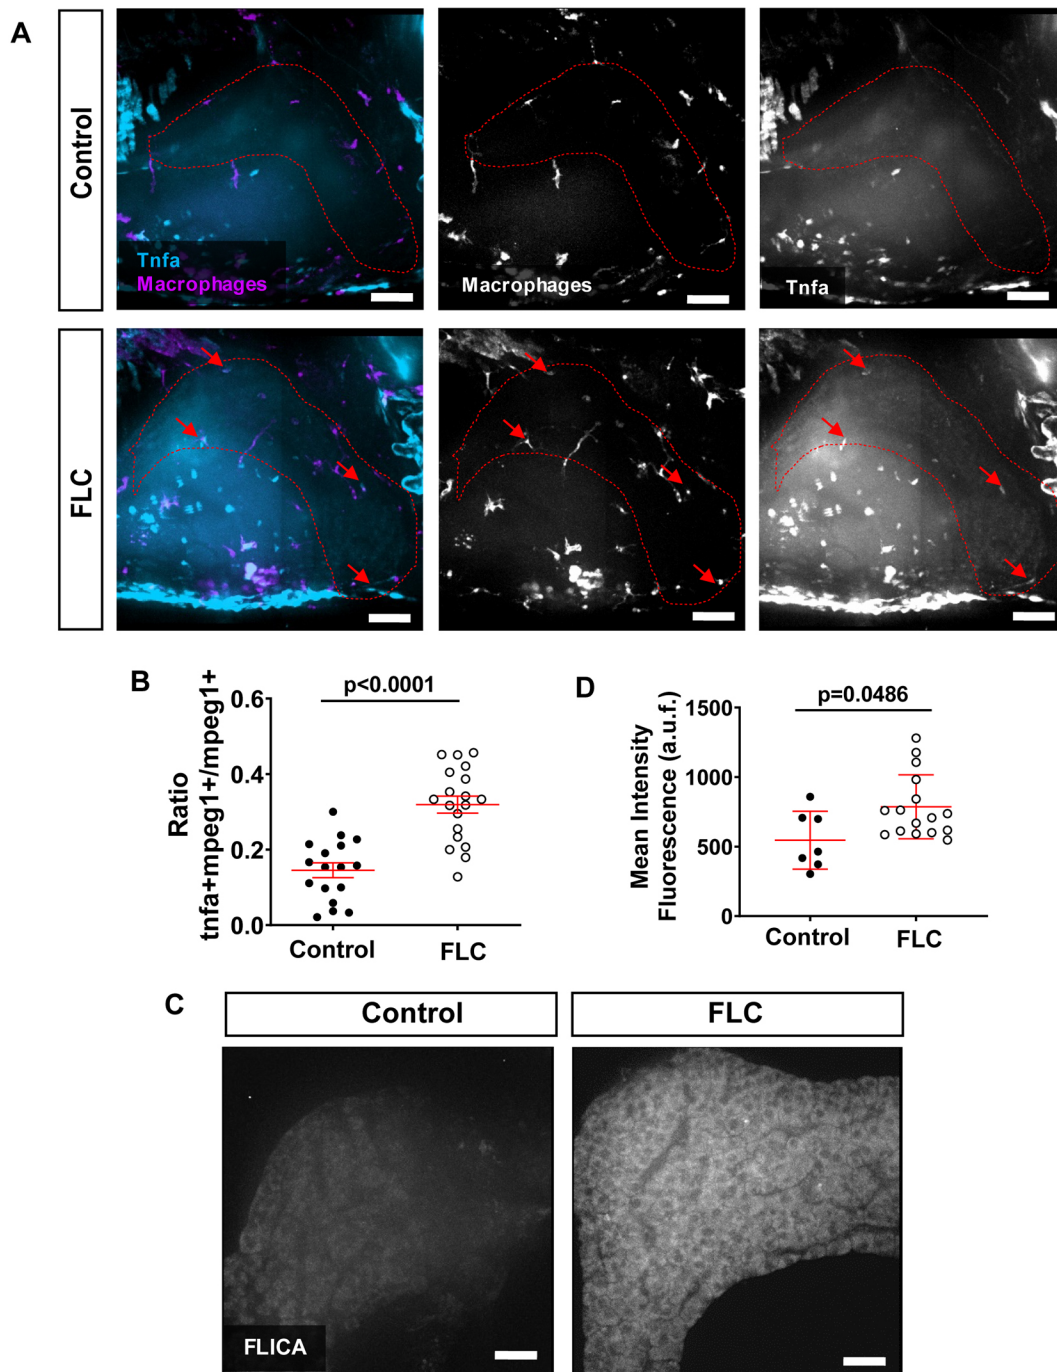 A
Control
Tnfa
Macrophages
Macrophages
Tnfa
FLC
B
p<0.0001
Ratio
tnfa+mpeg1+/mpeg1+
0.6
0.4
0.2
0.0
Control
FLC
D
p=0.0486
Mean Intensity
Fluorescence (a.u.f.)
1500
1000
500
0
Control
FLC
C
Control
FLC
FLICA